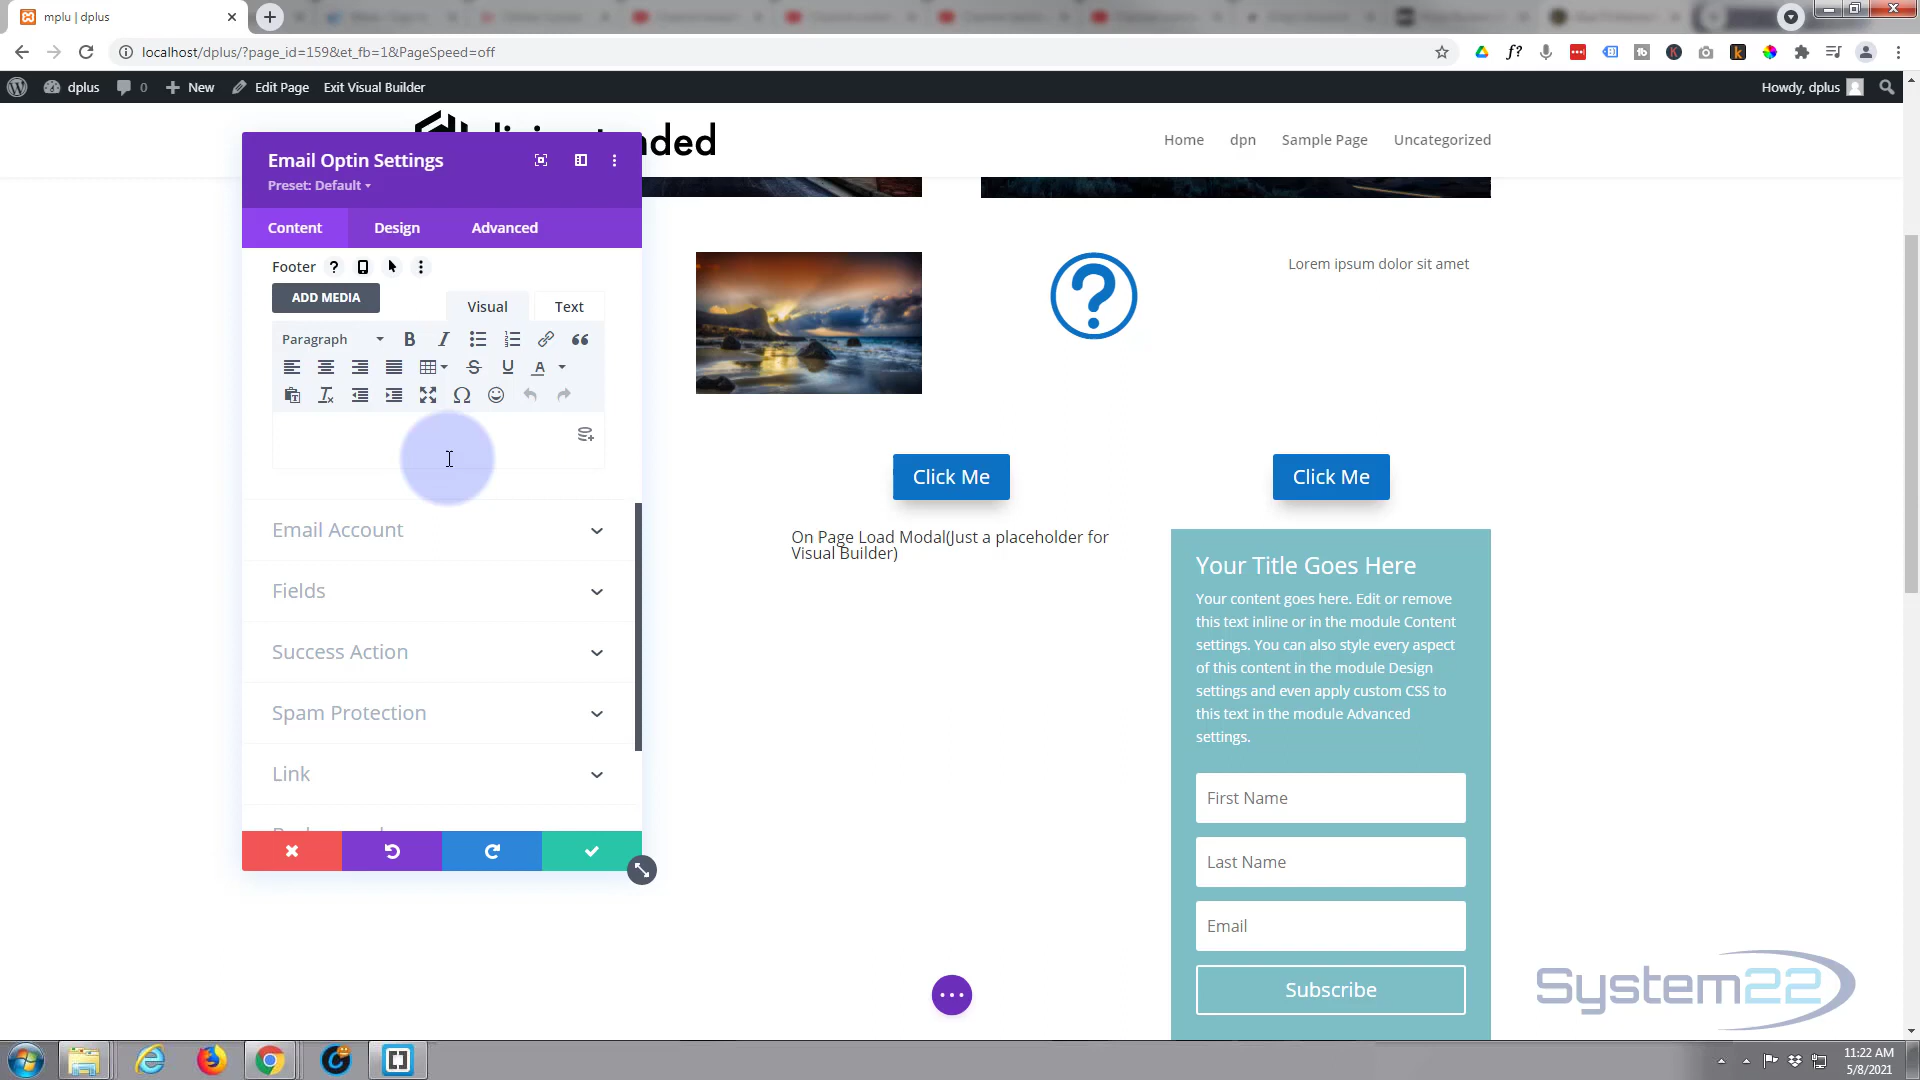 mplu | dplus
localhost/dplus/?page_id=159&et_fb=1&PageSpeed=off
dplus
0
New
Edit Page
Exit Visual Builder
Howdy, dplus
Home
dpn
Sample Page
Uncategorized
Email Optin Settings
Preset: Default
Content
Design
Advanced
Footer
ADD MEDIA
Visual
Text
Paragraph
Lorem ipsum dolor sit amet
Click Me
Click Me
Email Account
Fields
Success Action
Spam Protection
Link
On Page Load Modal(Just a placeholder for
Visual Builder)
Your Title Goes Here
Your content goes here. Edit or remove
this text inline or in the module Content
settings. You can also style every aspect
of this content in the module Design
settings and even apply custom CSS to
this text in the module Advanced
settings.
First Name
Last Name
Email
Subscribe
System22
11:22 AM
5/8/2021